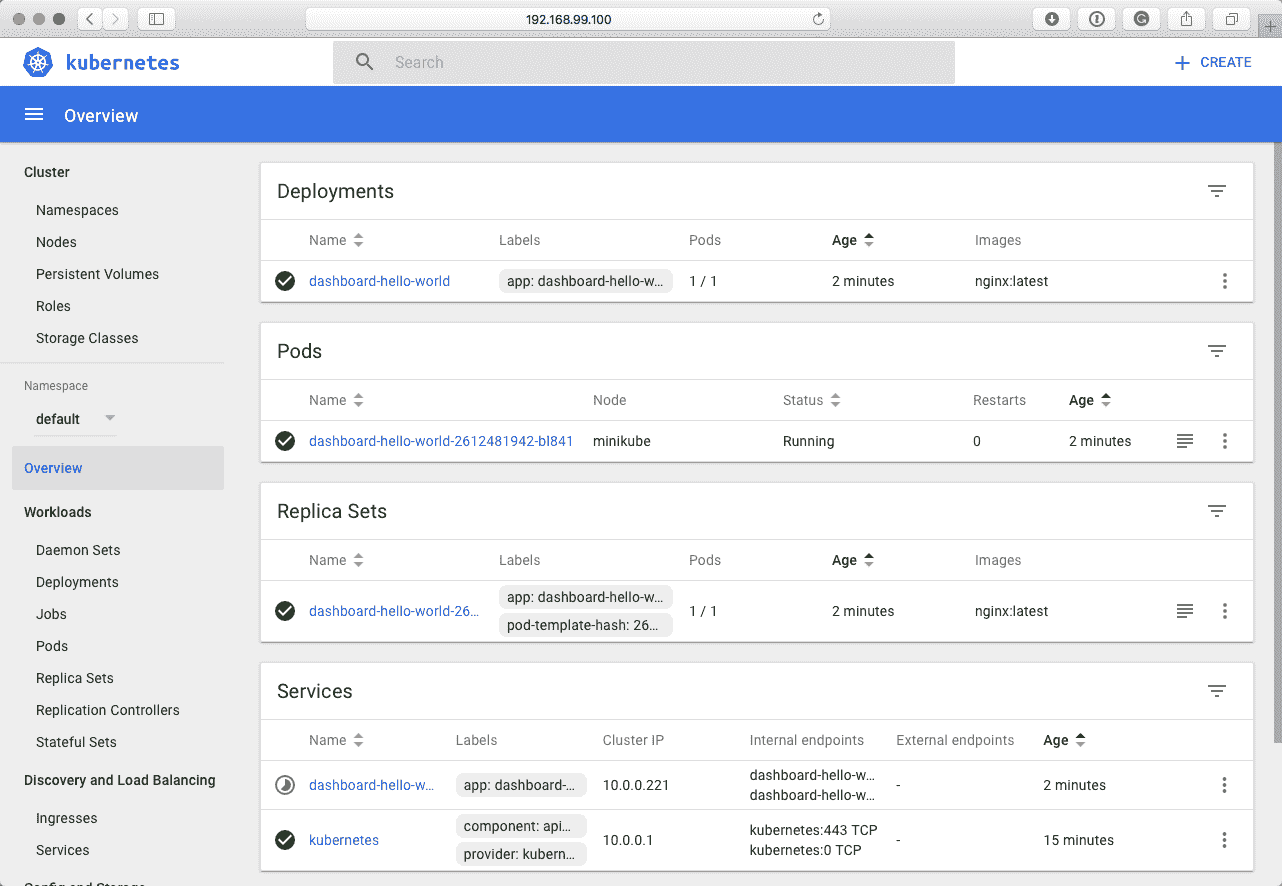 192.168.99.100
kubernetes
Search
+ CREATE
Overview
Cluster
Namespaces
Nodes
Persistent Volumes
Roles
Storage Classes
Namespace
default
Overview
Workloads
Daemon Sets
Deployments
Jobs
Pods
Replica Sets
Replication Controllers
Stateful Sets
Discovery and Load Balancing
Ingresses
Services
Config and Storage
Deployments
Name Labels Pods Age Images
dashboard-hello-world app: dashboard-hello-w... 1 / 1 2 minutes nginx:latest
Pods
Name Node Status Restarts Age
dashboard-hello-world-2612481942-bl841 minikube Running 0 2 minutes
Replica Sets
Name Labels Pods Age Images
dashboard-hello-world-26... app: dashboard-hello-w... 1 / 1 2 minutes nginx:latest
pod-template-hash: 26...
Services
Name Labels Cluster IP Internal endpoints External endpoints Age
dashboard-hello-w... app: dashboard-... 10.0.0.221 dashboard-hello-w... - 2 minutes
dashboard-hello-w...
kubernetes component: api... 10.0.0.1 kubernetes:443 TCP - 15 minutes
provider: kubern... kubernetes:0 TCP